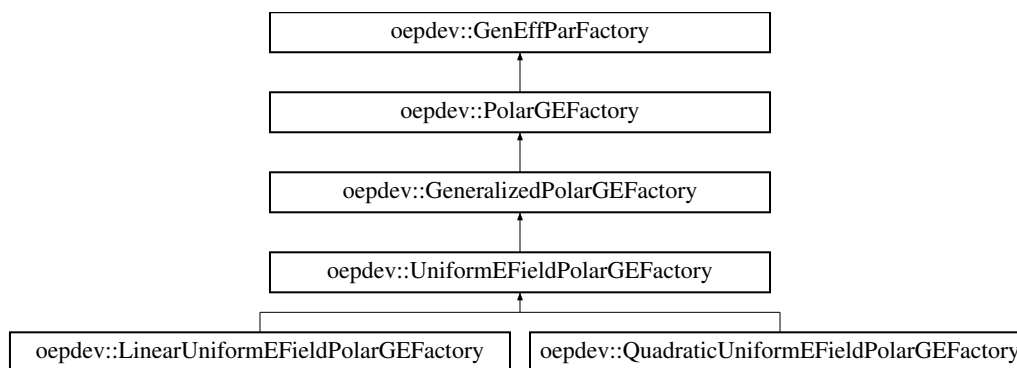 oepdev::GenEffParFactory
oepdev::PolarGEFactory
oepdev::GeneralizedPolarGEFactory
oepdev::UniformEFieldPolarGEFactory
oepdev::LinearUniformEFieldPolarGEFactory
oepdev::QuadraticUniformEFieldPolarGEFactory